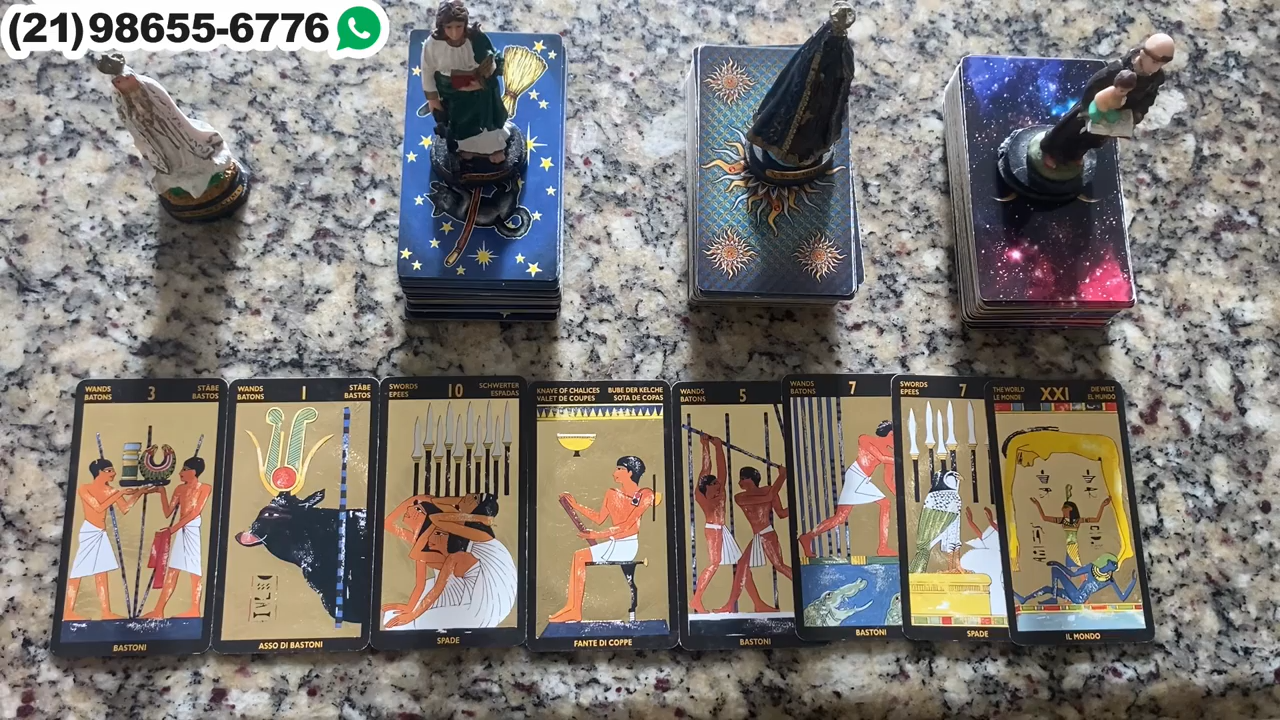 (21)98655-6776
WANDS 3 STÄBE
BATONS BASTOS
BASTONI
WANDS I STÄBE
BATONS BASTOS
ASSO DI BASTONI
SWORDS 10 SCHWERTER
EPEES ESPADAS
SPADE
KNAVE OF CHALICES BUBE DER KELCHE
VALET DE COUPES SOTA DE COPAS
FANTE DI COPPE
WANDS 5
BATONS
BASTONI
WANDS 7
BATONS
BASTONI
SWORDS 7
EPEES
SPADE
THE WORLD XXI DIE WELT
LE MONDE EL MUNDO
IL MONDO